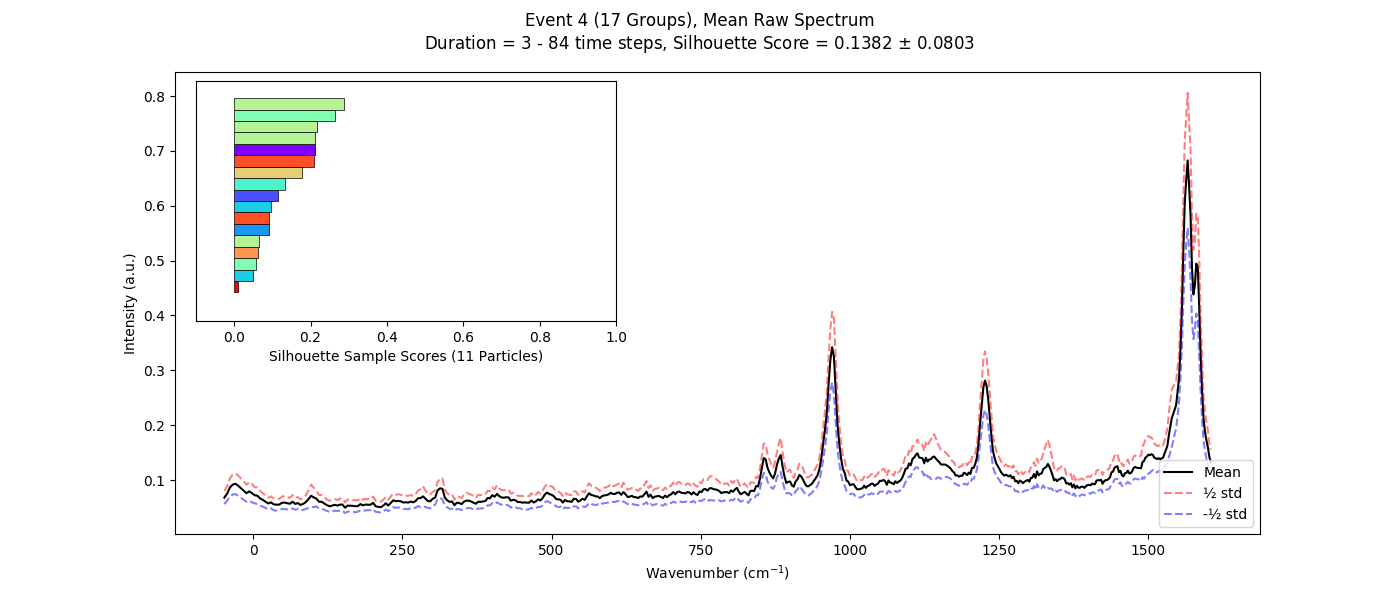 Event 4 (17 Groups), Mean Raw Spectrum
Duration = 3 - 84 time steps, Silhouette Score = 0.1382 ± 0.0803
0.8
0.7
0.6
0.5
0.4
0.3
0.2
0.1
Intensity (a.u.)
0.0 0.2 0.4 0.6 0.8 1.0
Silhouette Sample Scores (11 Particles)
Mean
½ std
-½ std
0 250 500 750 1000 1250 1500
Wavenumber (cm⁻¹)